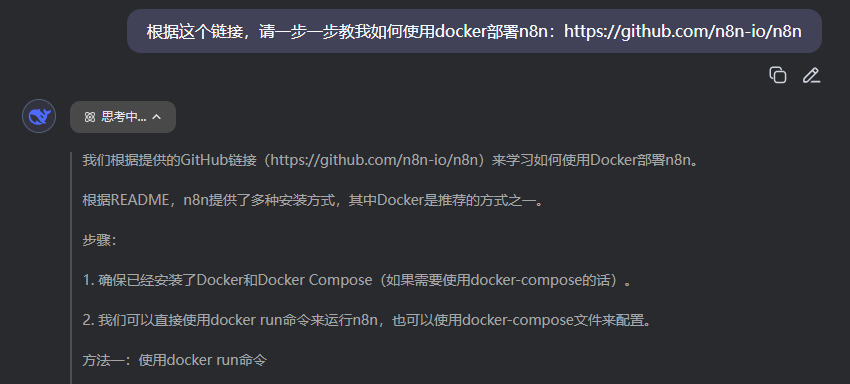 根据这个链接，请一步一步教我如何使用docker部署n8n：https://github.com/n8n-io/n8n
思考中...
我们根据提供的GitHub链接（https://github.com/n8n-io/n8n）来学习如何使用Docker部署n8n。
根据README，n8n提供了多种安装方式，其中Docker是推荐的方式之一。
步骤：
1. 确保已经安装了Docker和Docker Compose（如果需要使用docker-compose的话）。
2. 我们可以直接使用docker run命令来运行n8n，也可以使用docker-compose文件来配置。
方法一：使用docker run命令